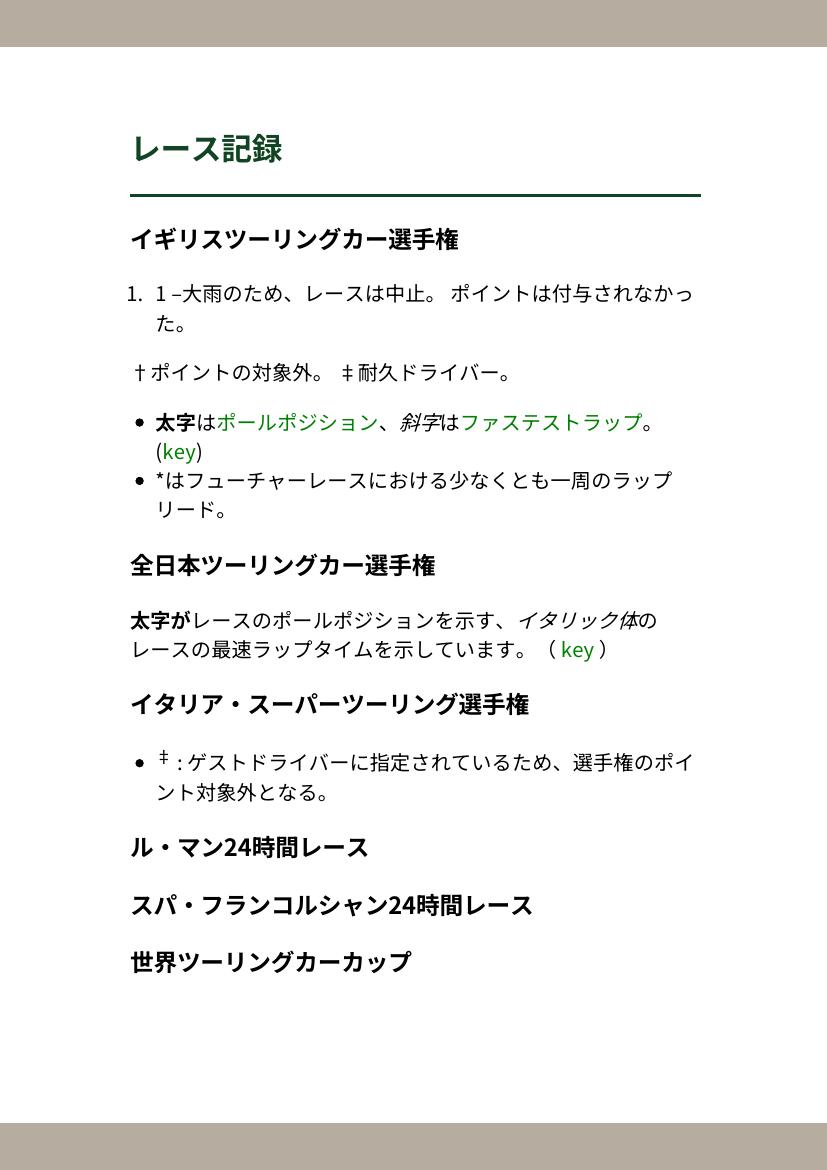 レース記録
イギリスツーリングカー選手権
1. 1 –大雨のため、レースは中止。 ポイントは付与されなかっ
た。
† ポイントの対象外。 ‡ 耐久ドライバー。
• 太字はポールポジション、斜字はファステストラップ。
(key)
• *はフューチャーレースにおける少なくとも一周のラップ
リード。
全日本ツーリングカー選手権
太字がレースのポールポジションを示す、イタリック体の
レースの最速ラップタイムを示しています。（ key ）
イタリア・スーパーツーリング選手権
• ‡ : ゲストドライバーに指定されているため、選手権のポイ
ント対象外となる。
ル・マン24時間レース
スパ・フランコルシャン24時間レース
世界ツーリングカーカップ